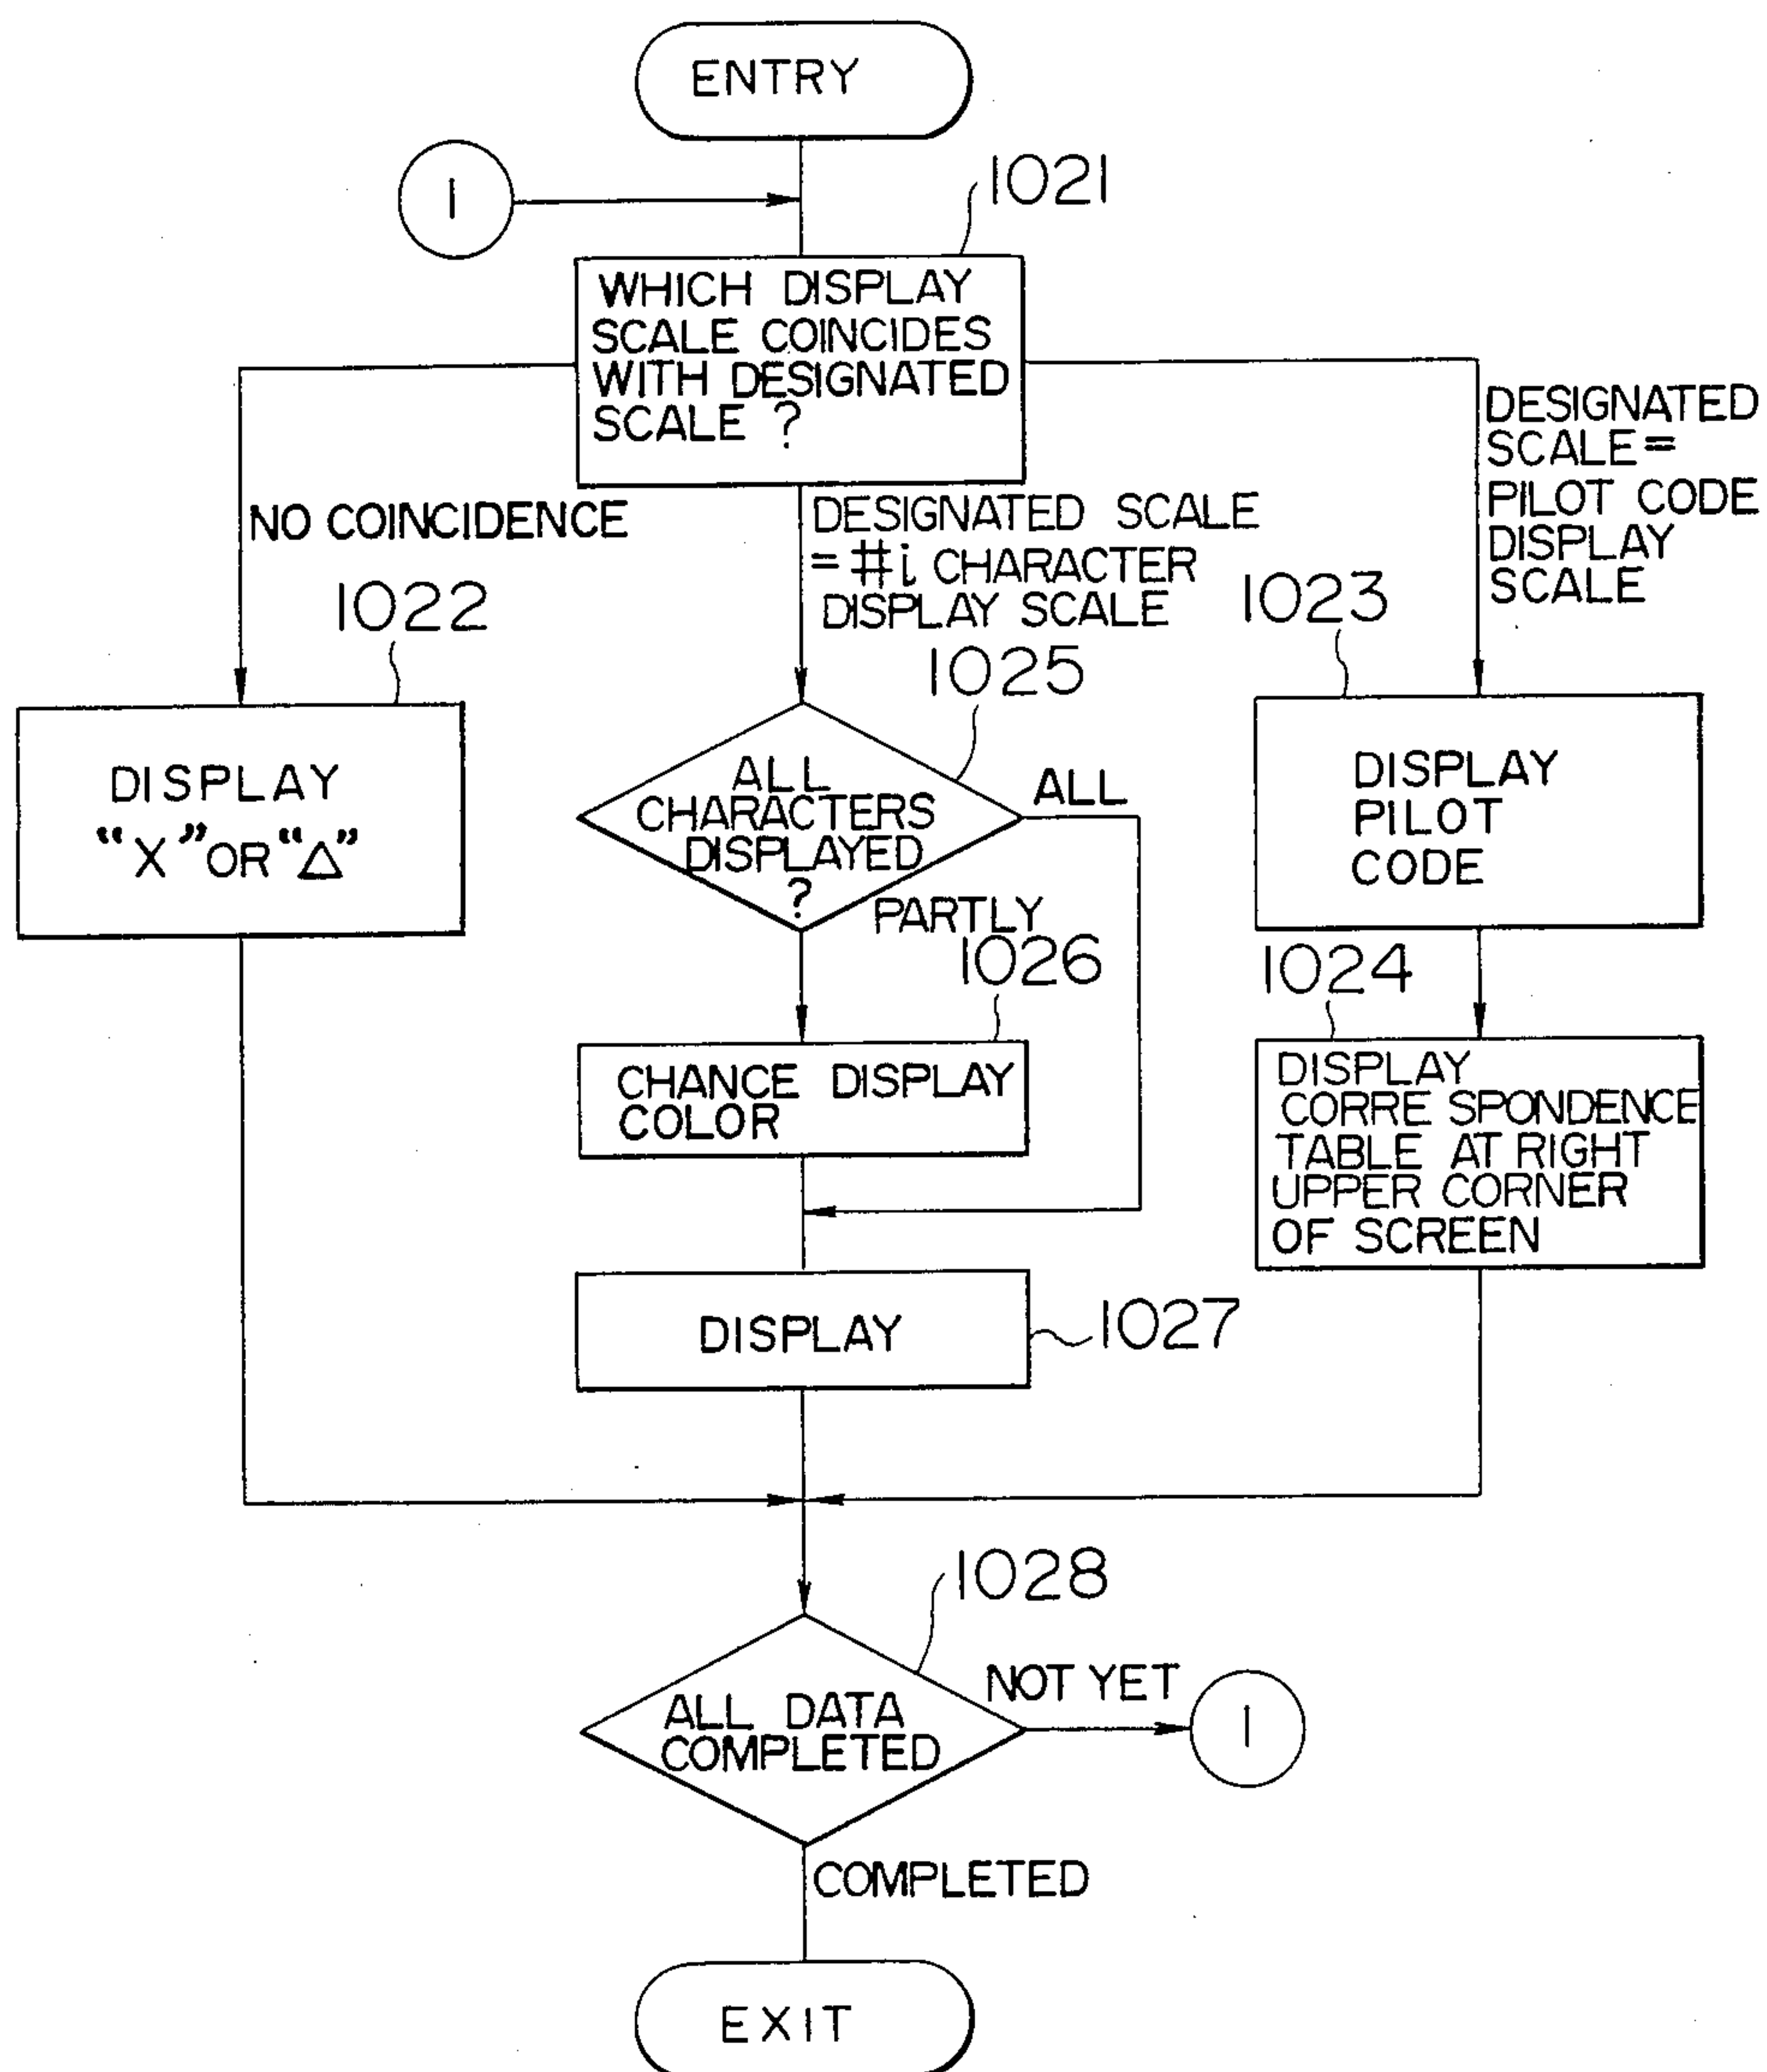 ENTRY
1
1021
WHICH DISPLAY
SCALE COINCIDES
WITH DESIGNATED
SCALE ?
NO COINCIDENCE
DESIGNATED SCALE
= #i CHARACTER
DISPLAY SCALE
DESIGNATED
SCALE =
PILOT CODE
DISPLAY
SCALE
1022
DISPLAY
"X" OR "△"
1025
ALL
CHARACTERS
DISPLAYED
?
ALL
PARTLY
1023
DISPLAY
PILOT
CODE
1026
CHANCE DISPLAY
COLOR
1024
DISPLAY
CORRE SPONDENCE
TABLE AT RIGHT
UPPER CORNER
OF SCREEN
DISPLAY
1027
1028
ALL DATA
COMPLETED
NOT YET
1
COMPLETED
EXIT